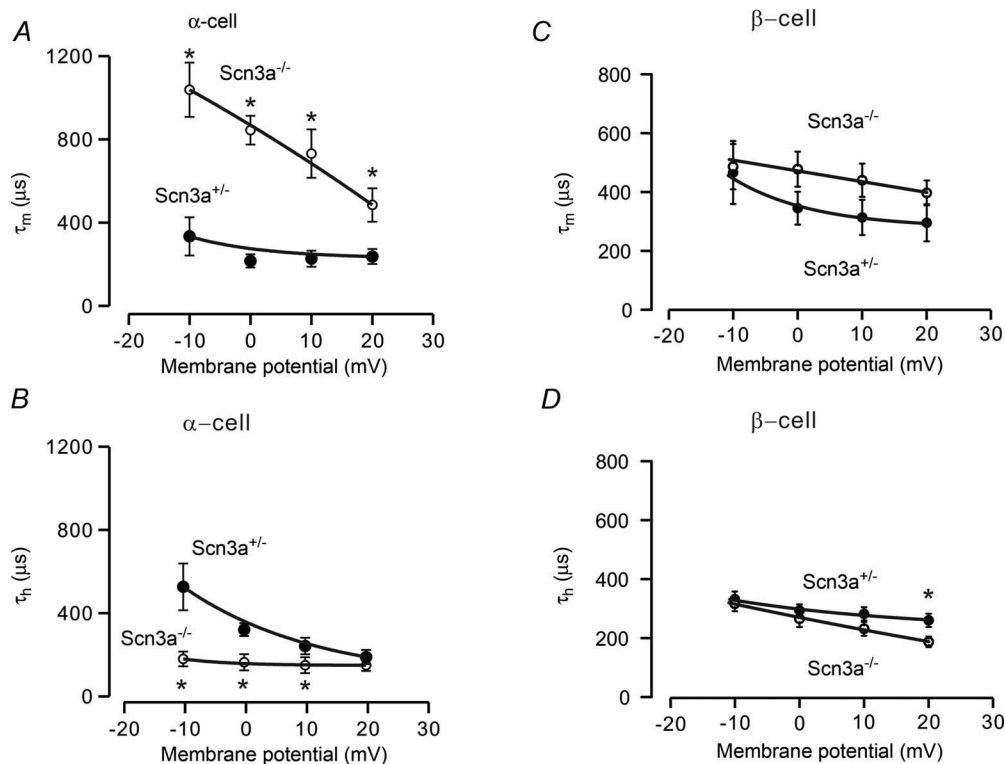 A
α-cell
1200
800
400
0
τm (µs)
*
*
*
*
Scn3a-/-
Scn3a+/-
-20 -10 0 10 20 30
Membrane potential (mV)
B
α−cell
1200
800
400
0
τh (µs)
Scn3a+/-
Scn3a-/-
* * *
-20 -10 0 10 20 30
Membrane potential (mV)
C
β-cell
800
600
400
200
0
τm (µs)
Scn3a-/-
Scn3a+/-
-20 -10 0 10 20 30
Membrane potential (mV)
D
β−cell
800
600
400
200
0
τh (µs)
Scn3a+/-
*
Scn3a-/-
-20 -10 0 10 20 30
Membrane potential (mV)